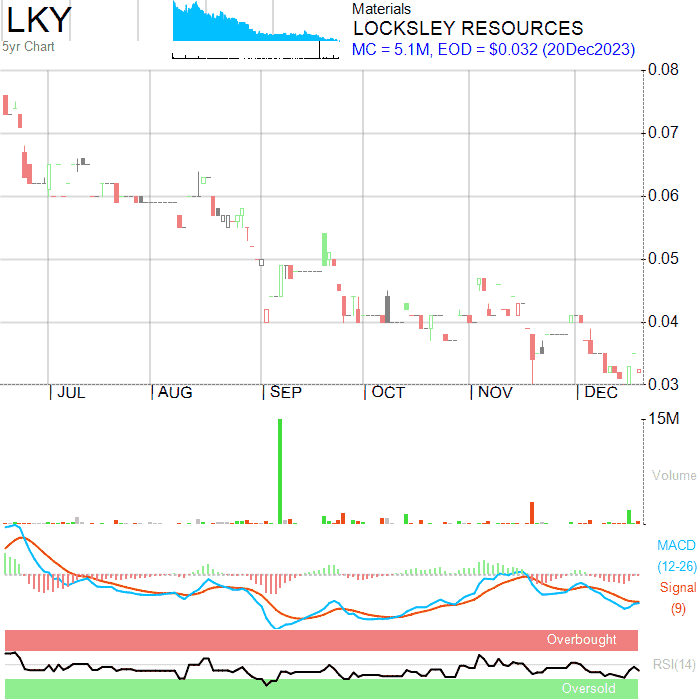 LKY
5yr Chart
Materials
LOCKSLEY RESOURCES
MC = 5.1M, EOD = $0.032 (20Dec2023)
0.08
0.07
0.06
0.05
0.04
0.03
JUL AUG SEP OCT NOV DEC
15M
Volume
MACD
(12-26)
Signal
(9)
Overbought
RSI(14)
Oversold